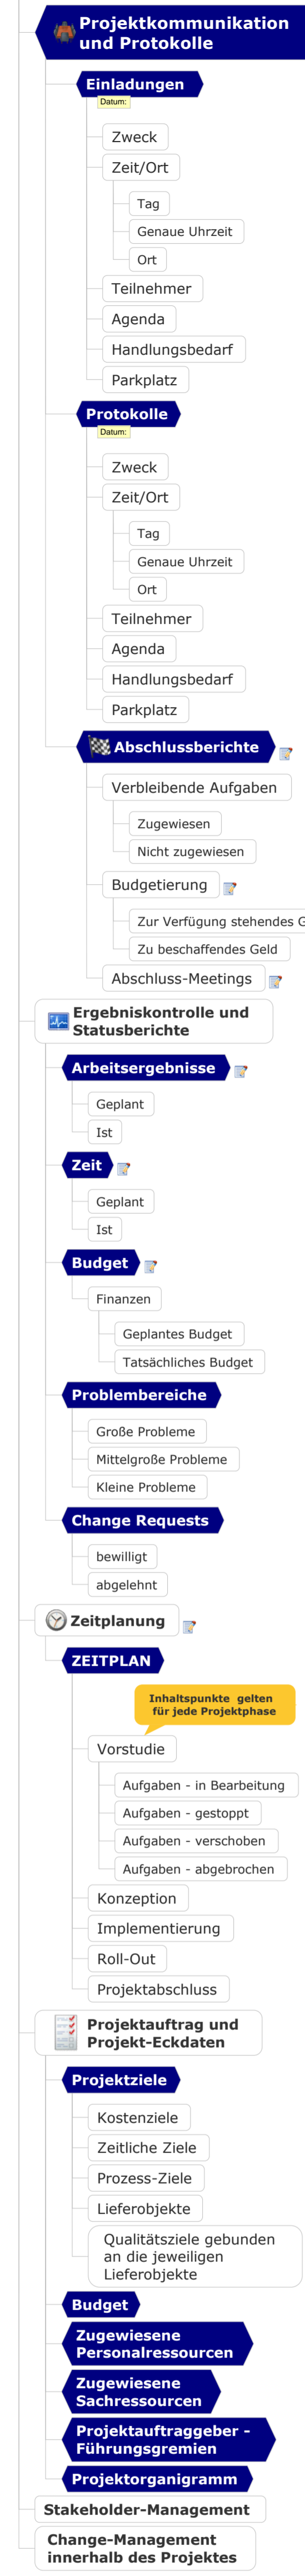 Projektkommunikation
und Protokolle
Einladungen
Datum:
Zweck
Zeit/Ort
Tag
Genaue Uhrzeit
Ort
Teilnehmer
Agenda
Handlungsbedarf
Parkplatz
Protokolle
Datum:
Zweck
Zeit/Ort
Tag
Genaue Uhrzeit
Ort
Teilnehmer
Agenda
Handlungsbedarf
Parkplatz
Abschlussberichte
Verbleibende Aufgaben
Zugewiesen
Nicht zugewiesen
Budgetierung
Zur Verfügung stehendes G
Zu beschaffendes Geld
Abschluss-Meetings
Ergebniskontrolle und
Statusberichte
Arbeitsergebnisse
Geplant
Ist
Zeit
Geplant
Ist
Budget
Finanzen
Geplantes Budget
Tatsächliches Budget
Problembereiche
Große Probleme
Mittelgroße Probleme
Kleine Probleme
Change Requests
bewilligt
abgelehnt
Zeitplanung
ZEITPLAN
Inhaltspunkte gelten
für jede Projektphase
Vorstudie
Aufgaben - in Bearbeitung
Aufgaben - gestoppt
Aufgaben - verschoben
Aufgaben - abgebrochen
Konzeption
Implementierung
Roll-Out
Projektabschluss
Projektauftrag und
Projekt-Eckdaten
Projektziele
Kostenziele
Zeitliche Ziele
Prozess-Ziele
Lieferobjekte
Qualitätsziele gebunden
an die jeweiligen
Lieferobjekte
Budget
Zugewiesene
Personalressourcen
Zugewiesene
Sachressourcen
Projektauftraggeber -
Führungsgremien
Projektorganigramm
Stakeholder-Management
Change-Management
innerhalb des Projektes